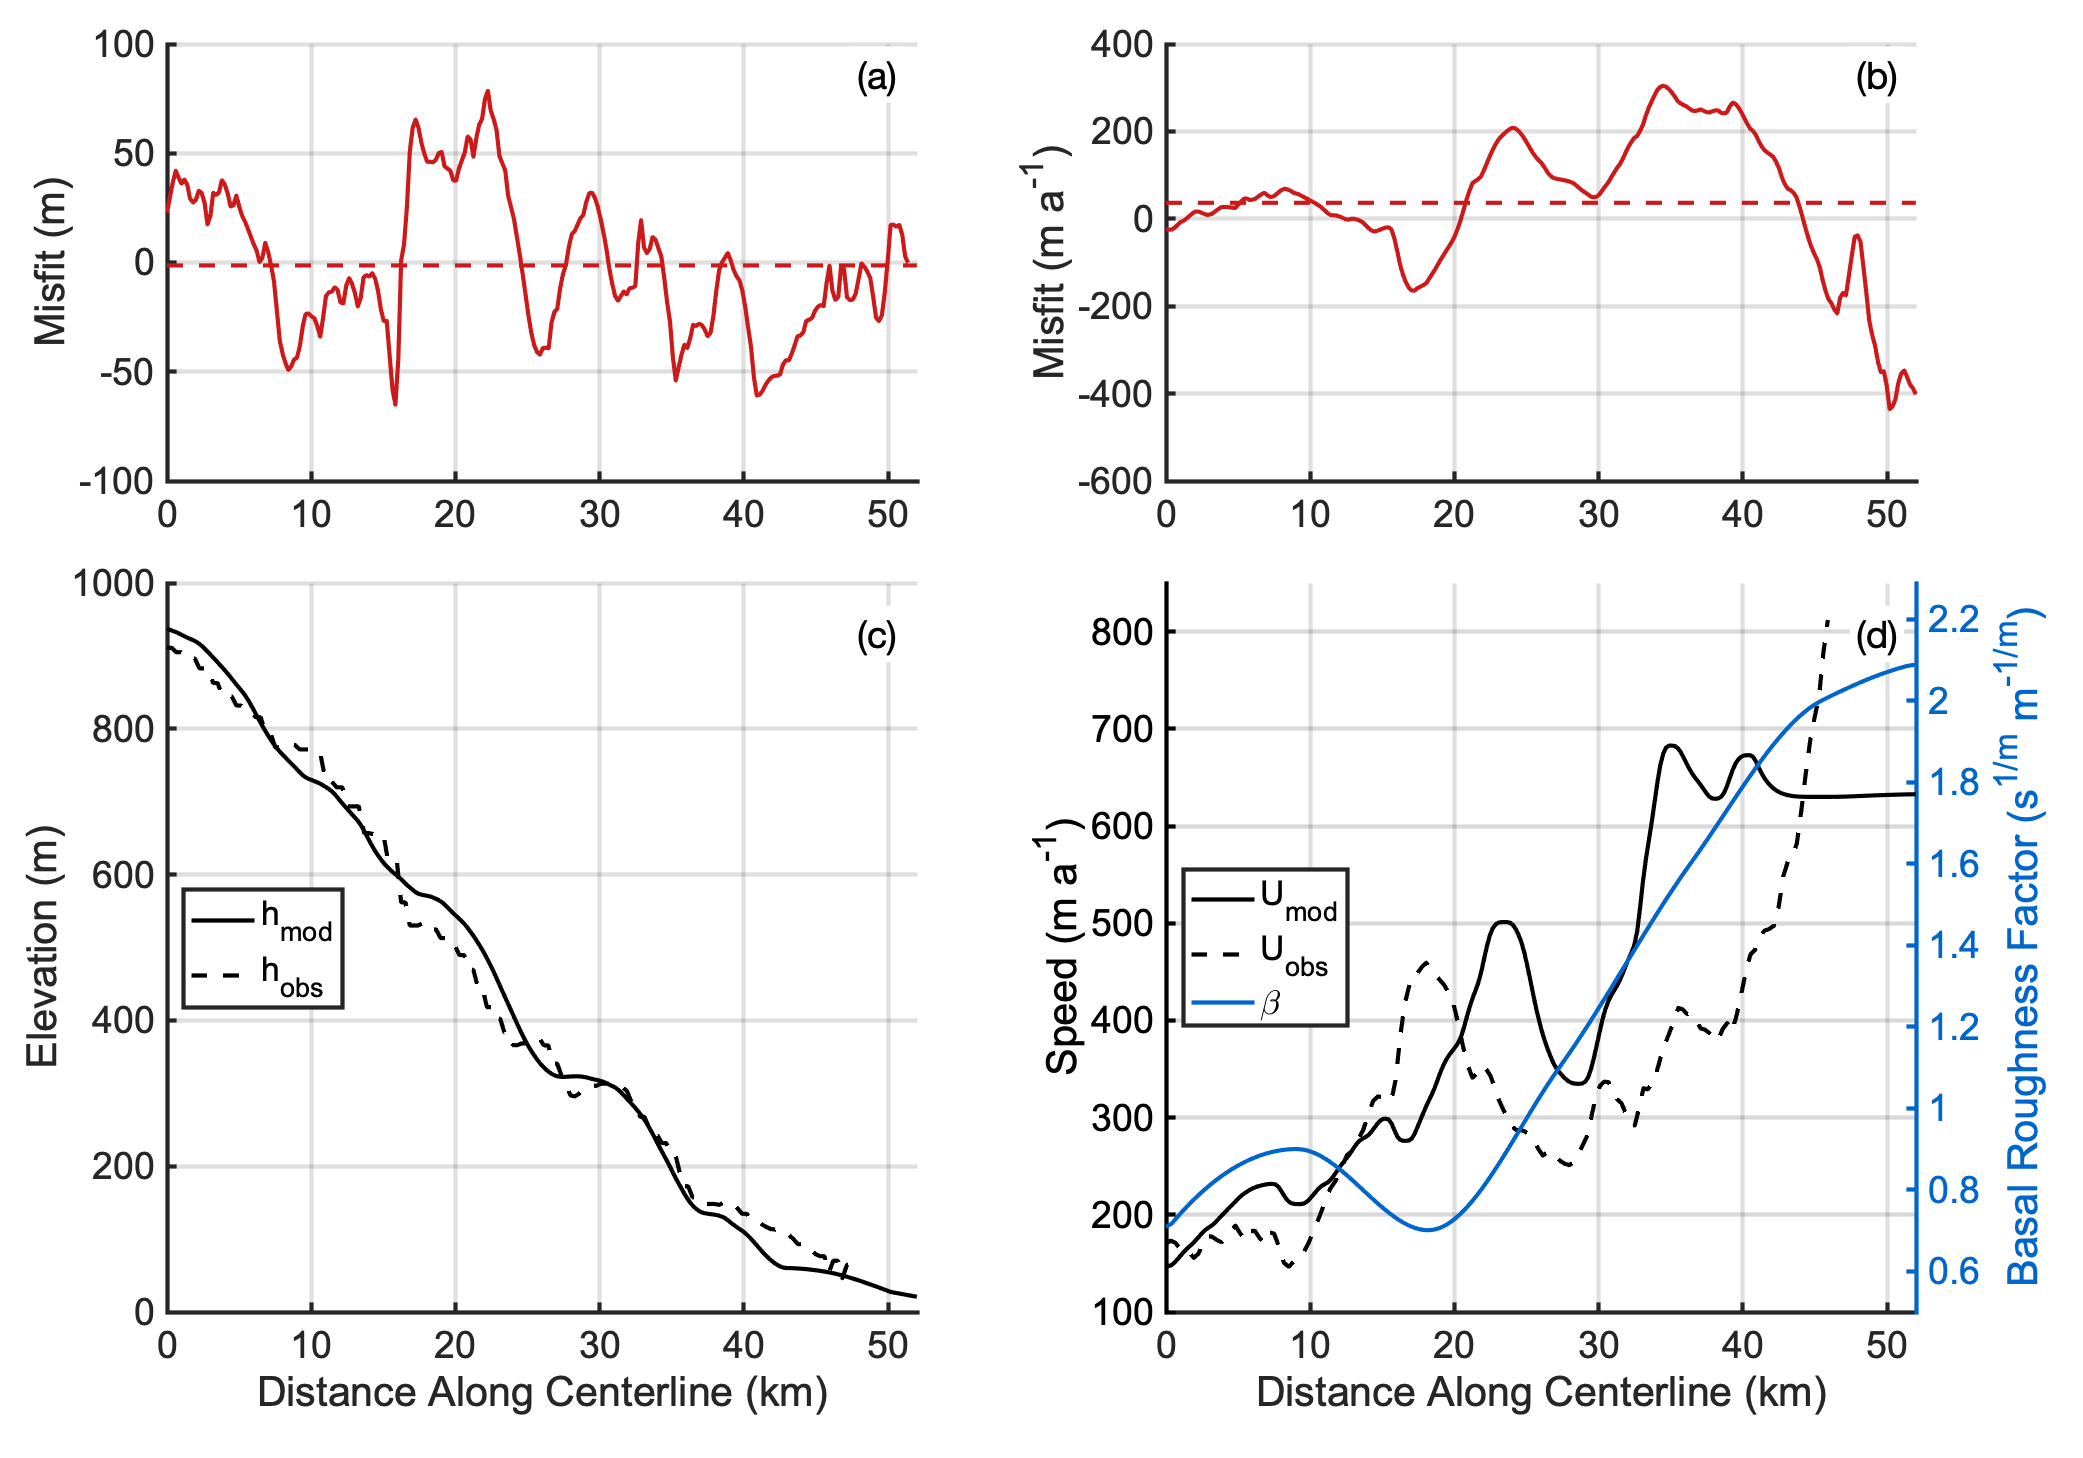 (a)
Misfit (m)
100
50
0
-50
-100
0 10 20 30 40 50
(b)
Misfit (m a-1)
400
200
0
-200
-400
-600
0 10 20 30 40 50
(c)
Elevation (m)
1000
800
600
400
200
0
hmod
hobs
0 10 20 30 40 50
Distance Along Centerline (km)
(d)
Speed (m a-1)
800
700
600
500
400
300
200
100
Umod
Uobs
β
2.2
2
1.8
1.6
1.4
1.2
1
0.8
0.6
Basal Roughness Factor (s1/m m-1/m)
0 10 20 30 40 50
Distance Along Centerline (km)